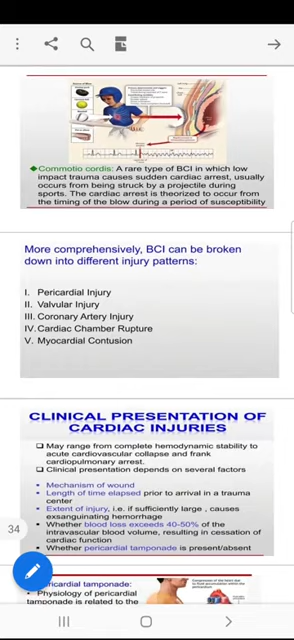 Commotio cordis: A rare type of BCI in which low
impact trauma causes sudden cardiac arrest, usually
occurs from being struck by a projectile during
sports. The cardiac arrest is theorized to occur from
the timing of the blow during a period of susceptibility
More comprehensively, BCI can be broken
down into different injury patterns:
I. Pericardial Injury
II. Valvular Injury
III. Coronary Artery Injury
IV. Cardiac Chamber Rupture
V. Myocardial Contusion
CLINICAL PRESENTATION OF
CARDIAC INJURIES
May range from complete hemodynamic stability to
acute cardiovascular collapse and frank
cardiopulmonary arrest.
Clinical presentation depends on several factors
Mechanism of wound
Length of time elapsed prior to arrival in a trauma
center
Extent of injury, i.e if sufficiently large , causes
exsanguinating hemorrhage
Whether blood loss exceeds 40-50% of the
intravascular blood volume, resulting in cessation of
cardiac function
Whether pericardial tamponade is present/absent
34
ericardial tamponade:
Physiology of pericardial
tamponade is related to the